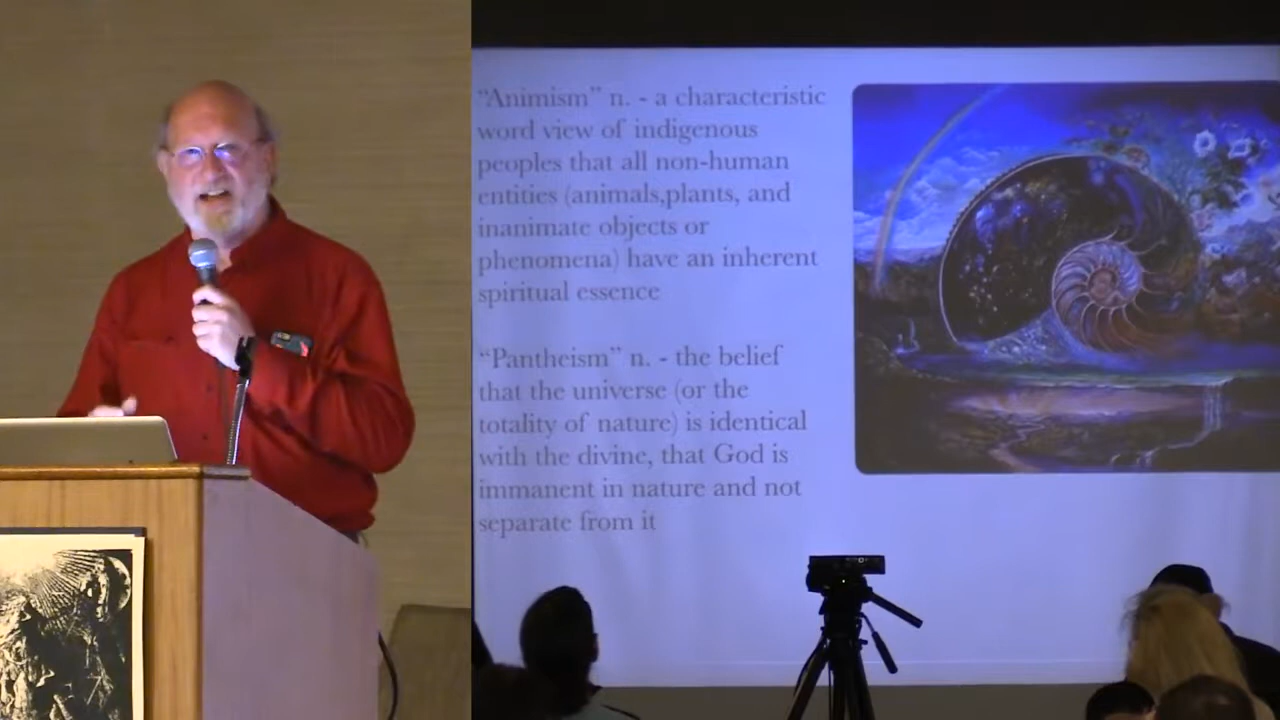 “Animism” n. - a characteristic
word view of indigenous
peoples that all non-human
entities (animals,plants, and
inanimate objects or
phenomena) have an inherent
spiritual essence
“Pantheism” n. - the belief
that the universe (or the
totality of nature) is identical
with the divine, that God is
immanent in nature and not
separate from it